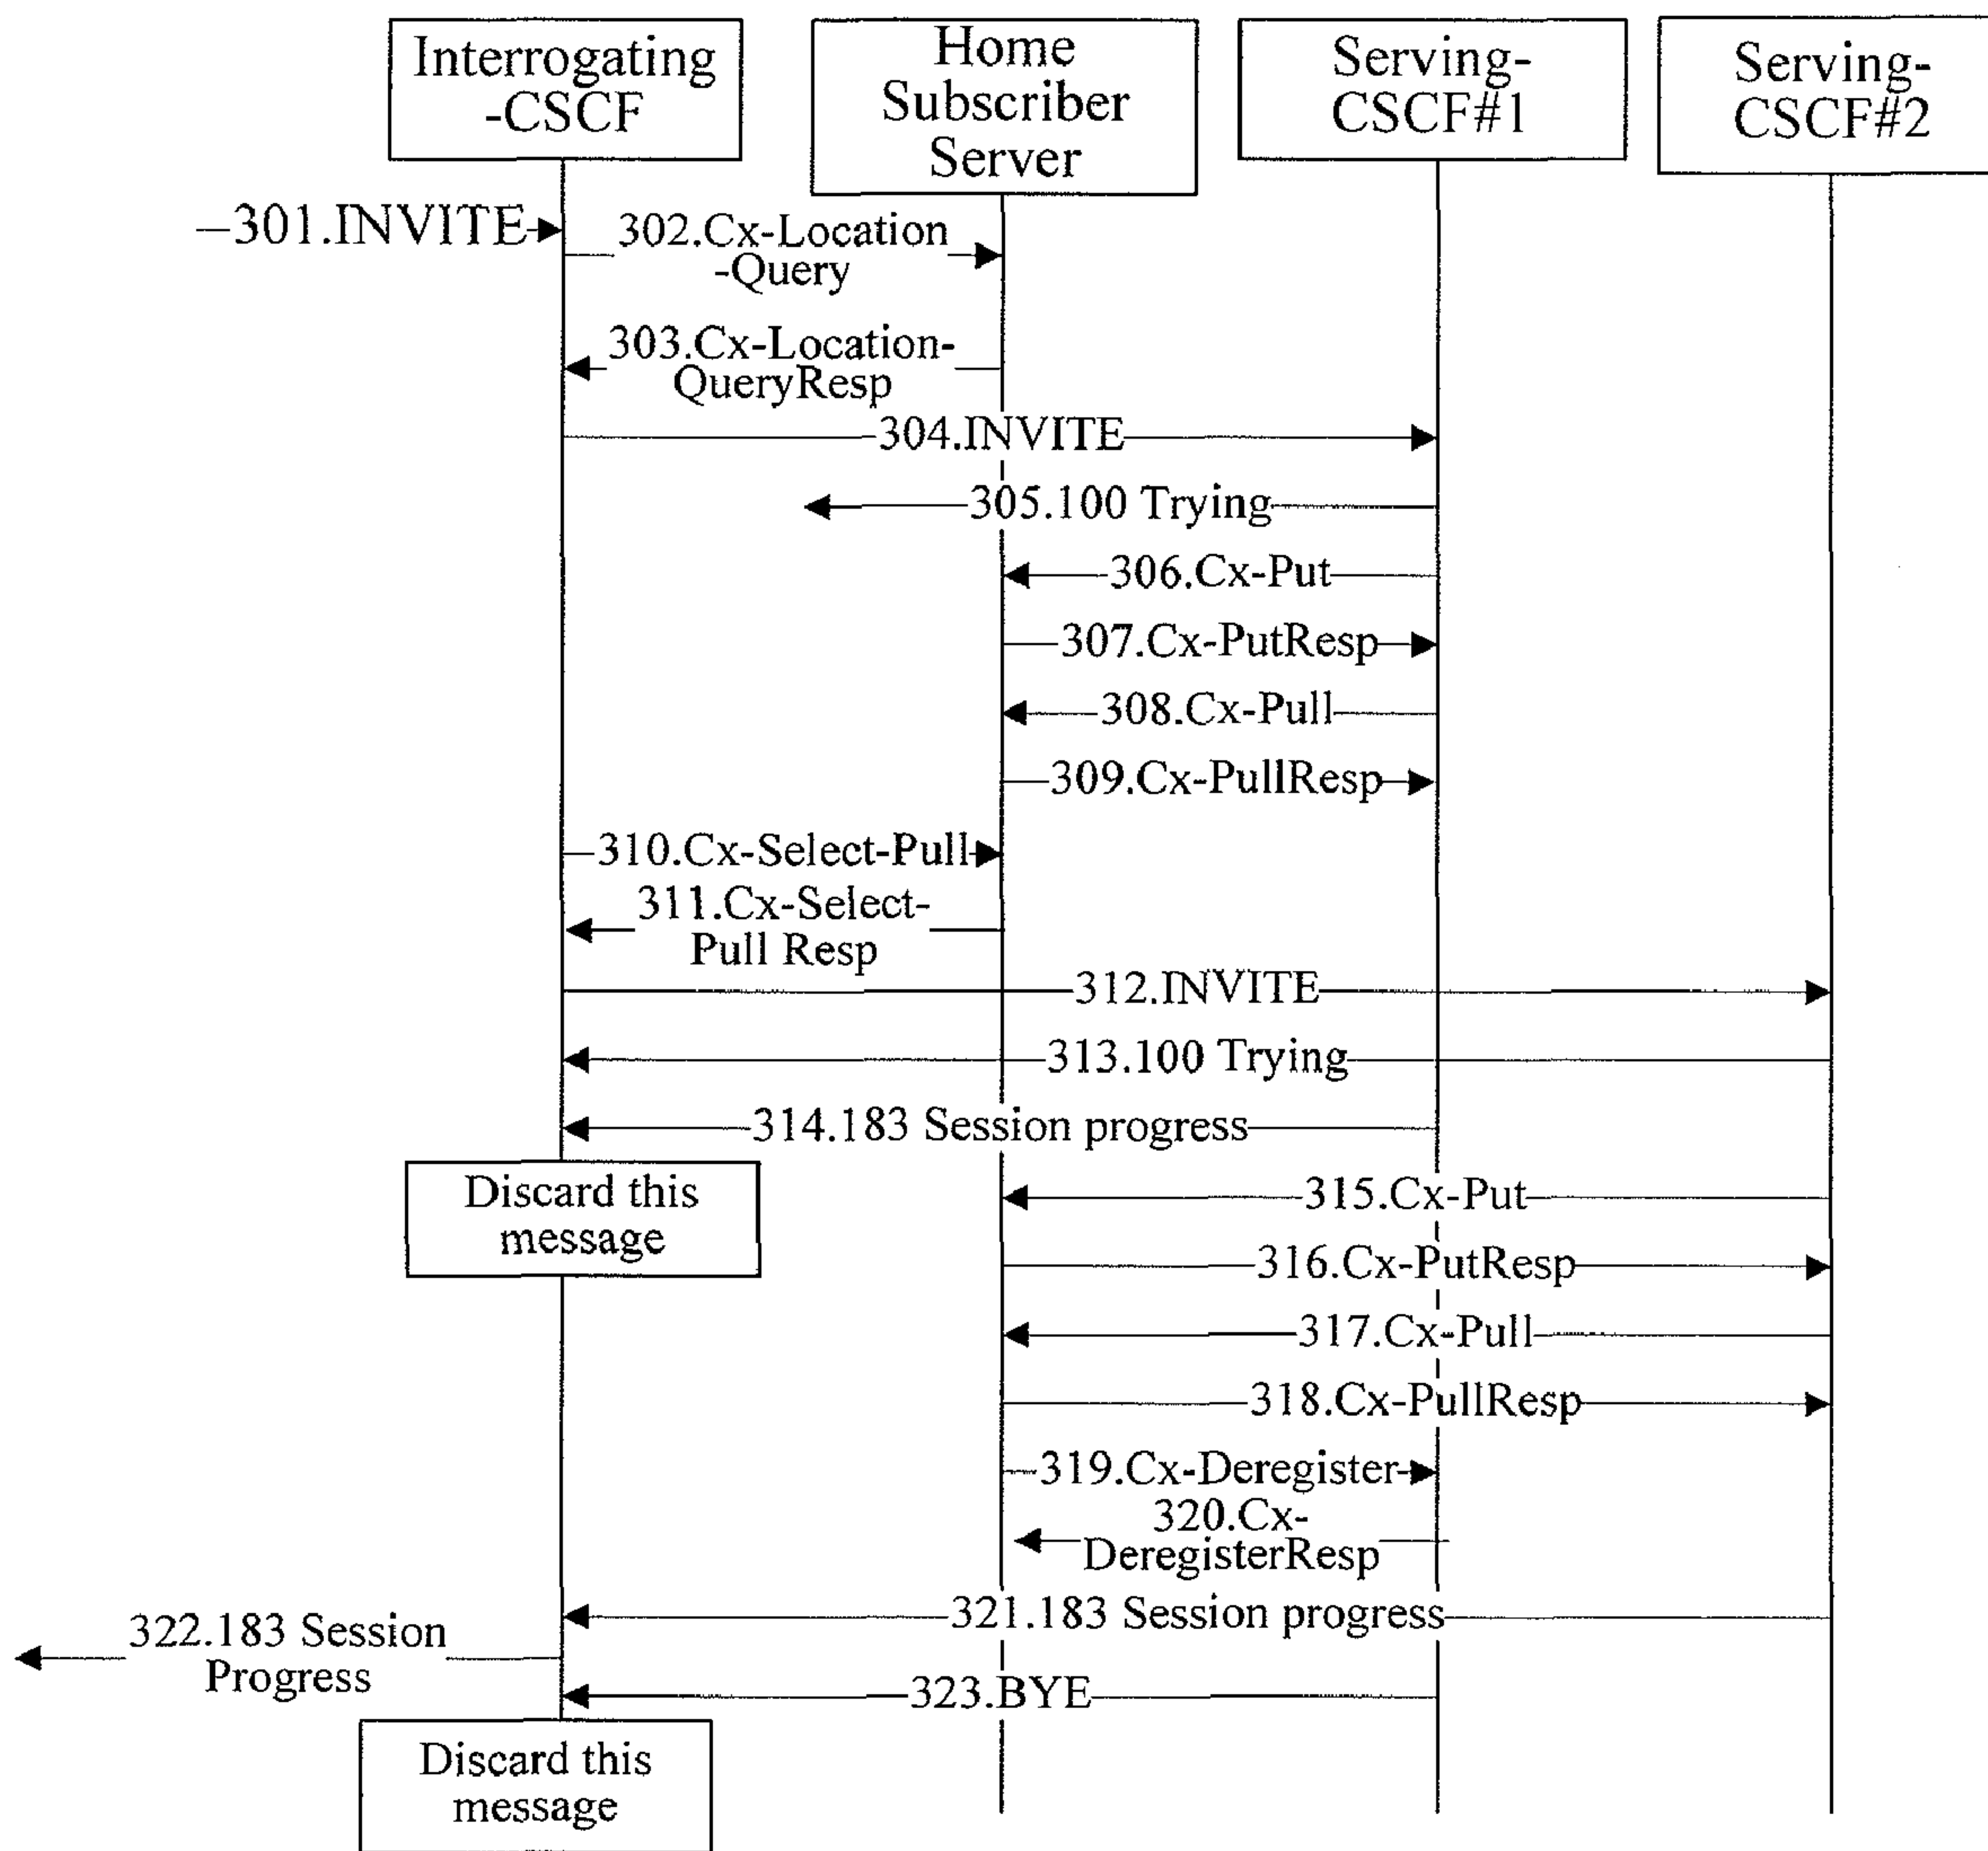 Interrogating
-CSCF
Home
Subscriber
Server
Serving-
CSCF#1
Serving-
CSCF#2
301.INVITE
302.Cx-Location
-Query
303.Cx-Location-
QueryResp
304.INVITE
305.100 Trying
306.Cx-Put
307.Cx-PutResp
308.Cx-Pull
309.Cx-PullResp
310.Cx-Select-Pull
311.Cx-Select-
Pull Resp
312.INVITE
313.100 Trying
314.183 Session progress
Discard this
message
315.Cx-Put
316.Cx-PutResp
317.Cx-Pull
318.Cx-PullResp
319.Cx-Deregister
320.Cx-
DeregisterResp
321.183 Session progress
322.183 Session
Progress
323.BYE
Discard this
message